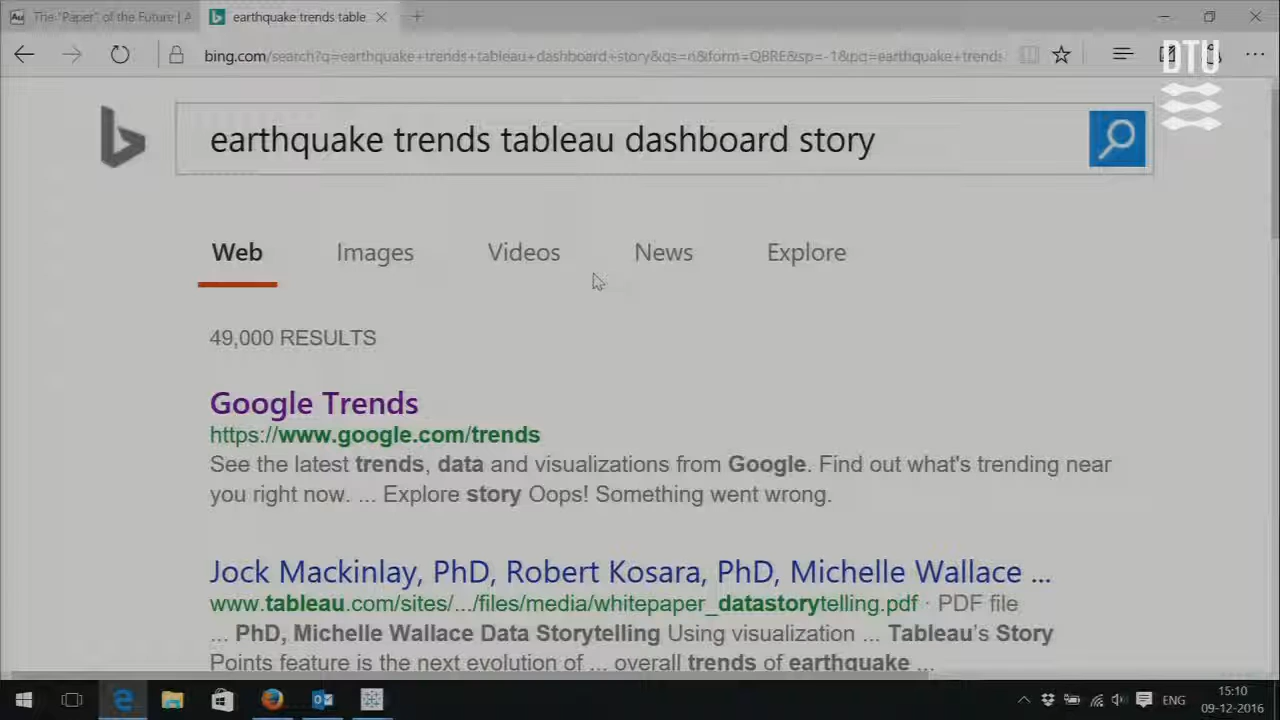 The "Paper" of the Future | A
earthquake trends table
bing.com/search?q=earthquake+trends+tableau+dashboard+story&qs=n&form=QBRE&sp=-1&pq=earthquake+trends
DTU
earthquake trends tableau dashboard story
Web Images Videos News Explore
49,000 RESULTS
Google Trends
https://www.google.com/trends
See the latest trends, data and visualizations from Google. Find out what's trending near
you right now. ... Explore story Oops! Something went wrong.
Jock Mackinlay, PhD, Robert Kosara, PhD, Michelle Wallace ...
www.tableau.com/sites/.../files/media/whitepaper_datastorytelling.pdf · PDF file
... PhD, Michelle Wallace Data Storytelling Using visualization ... Tableau's Story
Points feature is the next evolution of ... overall trends of earthquake ...
ENG
15:10
09-12-2016